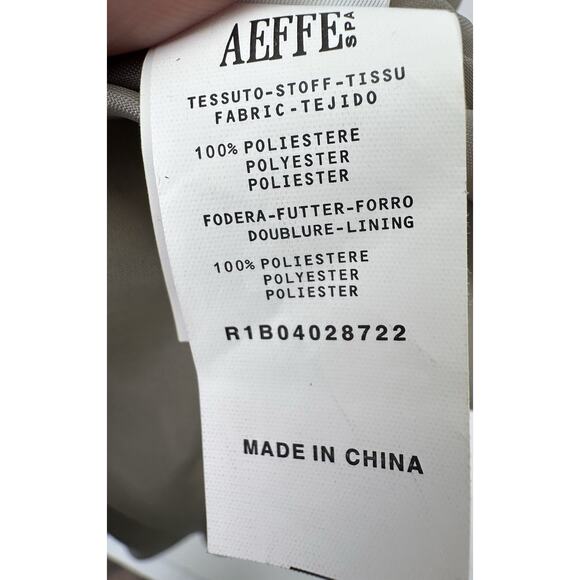 AEFFE SPA
TESSUTO-STOFF-TISSU
FABRIC-TEJIDO
100% POLIESTERE
POLYESTER
POLIESTER
FODERA-FUTTER-FORRO
DOUBLURE-LINING
100% POLIESTERE
POLYESTER
POLIESTER
R1B04028722
MADE IN CHINA